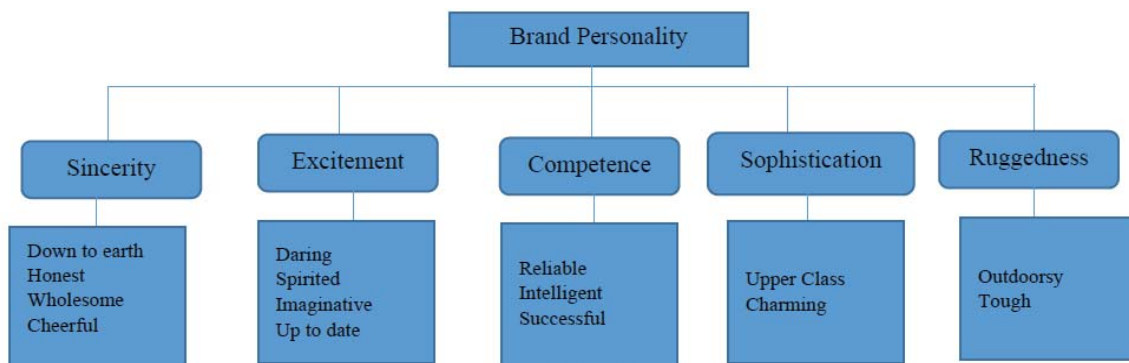 Brand Personality
Sincerity
Excitement
Competence
Sophistication
Ruggedness
Down to earth
Honest
Wholesome
Cheerful
Daring
Spirited
Imaginative
Up to date
Reliable
Intelligent
Successful
Upper Class
Charming
Outdoorsy
Tough